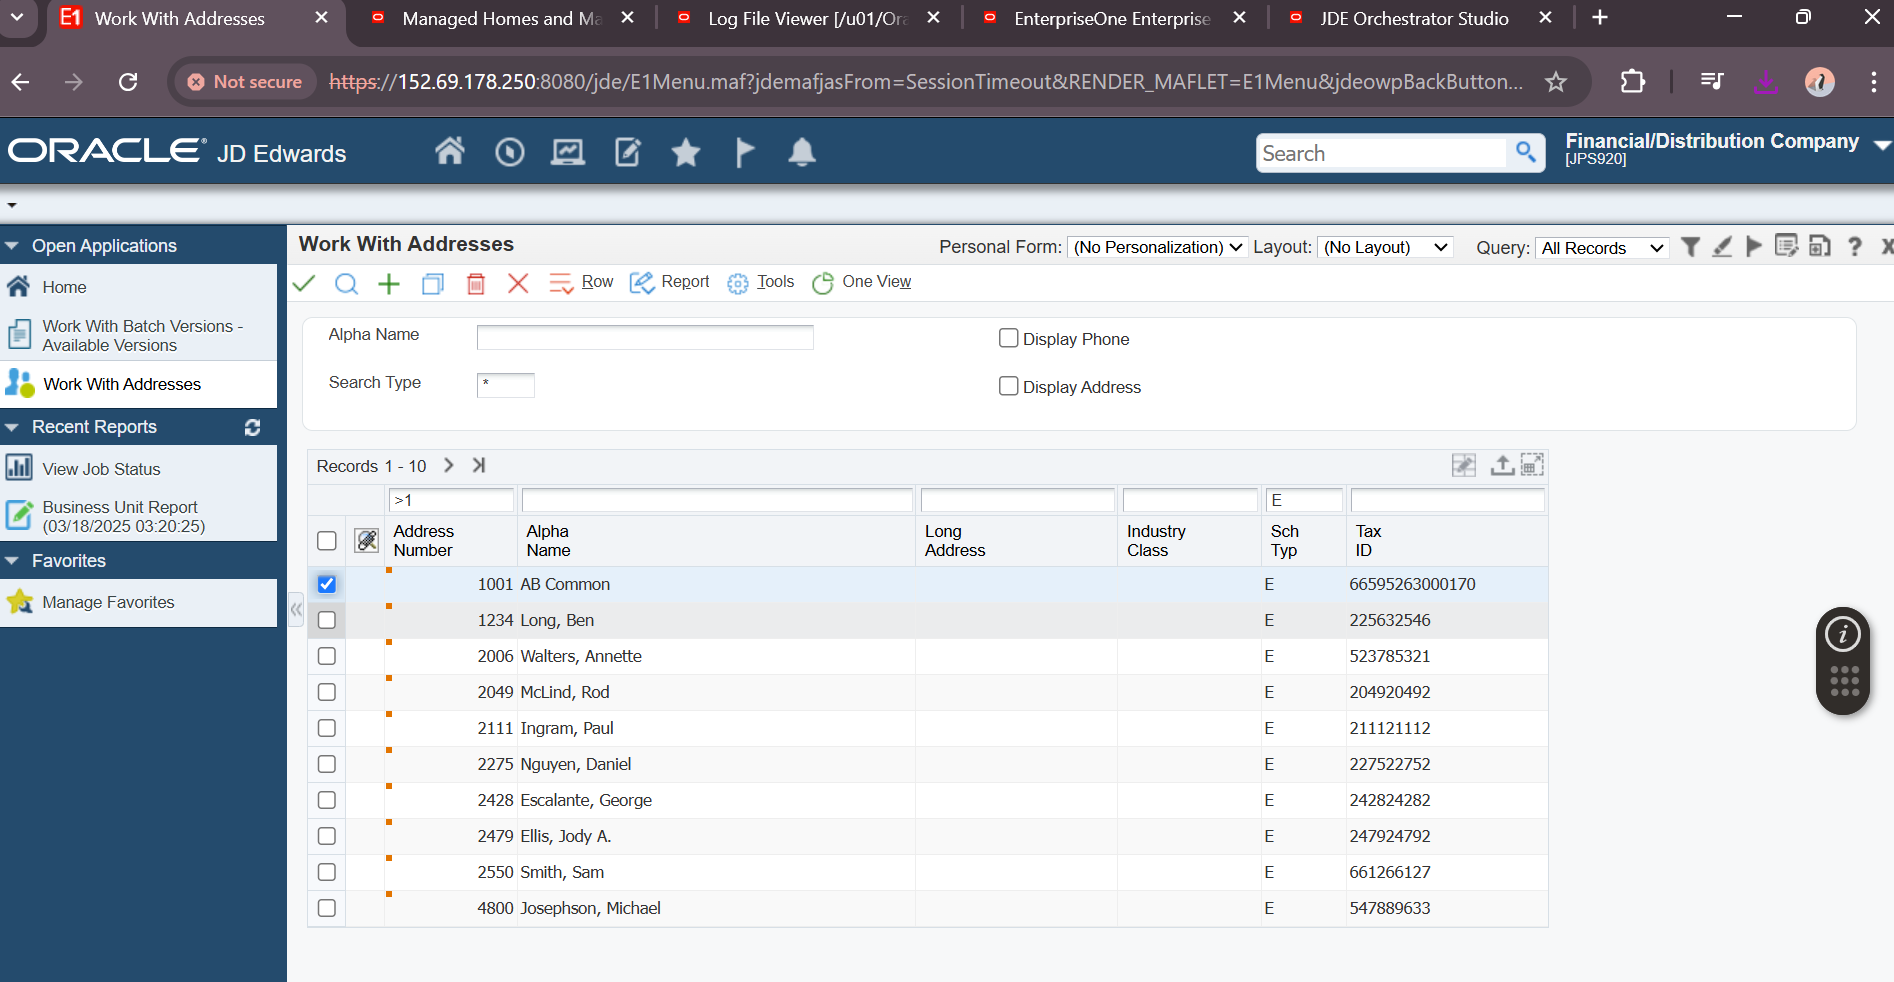 Work With Addresses
Managed Homes and Ma
Log File Viewer [/u01/Ora
EnterpriseOne Enterprise
JDE Orchestrator Studio
Not secure
https://152.69.178.250:8080/jde/E1Menu.maf?jdemafjasFrom=SessionTimeout&RENDER_MAFLET=E1Menu&jdeowpBackButton...
ORACLE® JD Edwards
Search
Financial/Distribution Company
[JPS920]
Open Applications
Home
Work With Batch Versions -
Available Versions
Work With Addresses
Recent Reports
View Job Status
Business Unit Report
(03/18/2025 03:20:25)
Favorites
Manage Favorites
Work With Addresses
Personal Form: (No Personalization) Layout: (No Layout) Query: All Records
Row Report Tools One View
Alpha Name
Display Phone
Search Type *
Display Address
Records 1 - 10
>1 E
Address Number Alpha Name Long Address Industry Class Sch Typ Tax ID
1001 AB Common E 66595263000170
1234 Long, Ben E 225632546
2006 Walters, Annette E 523785321
2049 McLind, Rod E 204920492
2111 Ingram, Paul E 211121112
2275 Nguyen, Daniel E 227522752
2428 Escalante, George E 242824282
2479 Ellis, Jody A. E 247924792
2550 Smith, Sam E 661266127
4800 Josephson, Michael E 547889633